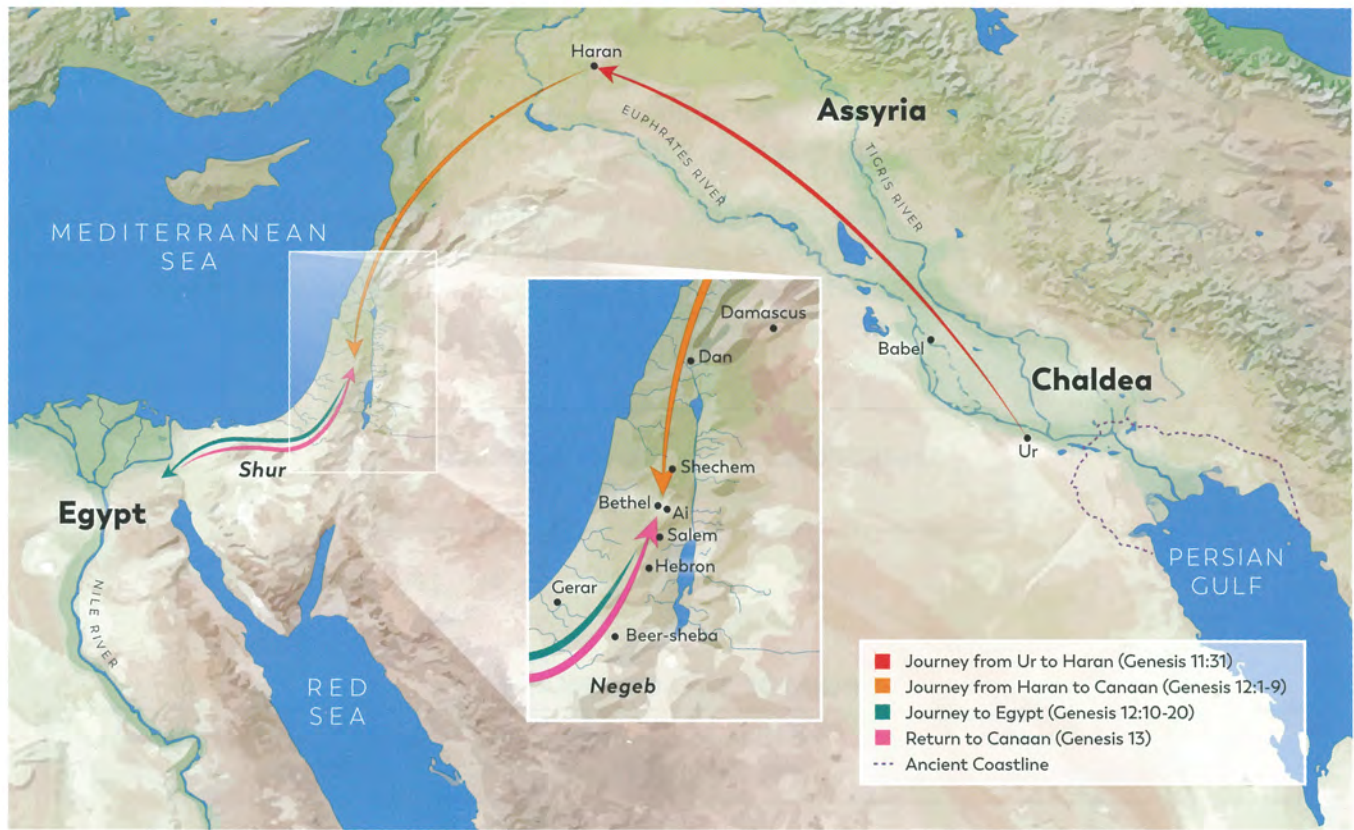 Haran
Assyria
EUPHRATES RIVER
TIGRIS RIVER
MEDITERRANEAN
SEA
Damascus
Dan
Babel
Chaldea
Ur
Shur
Shechem
Bethel
Ai
Salem
Hebron
Gerar
Beer-sheba
Negeb
Egypt
NILE RIVER
RED
SEA
PERSIAN
GULF
Journey from Ur to Haran (Genesis 11:31)
Journey from Haran to Canaan (Genesis 12:1-9)
Journey to Egypt (Genesis 12:10-20)
Return to Canaan (Genesis 13)
Ancient Coastline